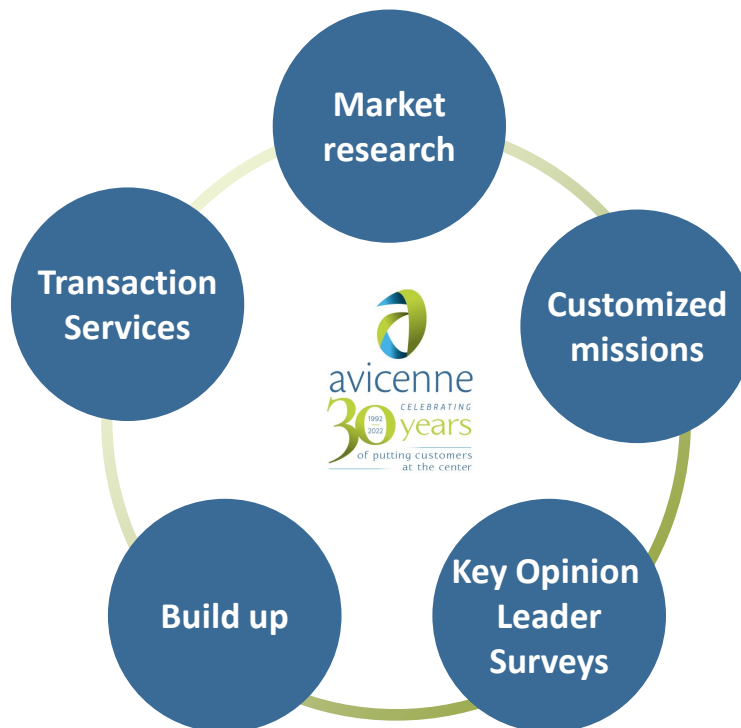 Market
research
Transaction
Services
Customized
missions
avicenne
CELEBRATING
30 years
1992
2022
of putting customers
at the center
Build up
Key Opinion
Leader
Surveys